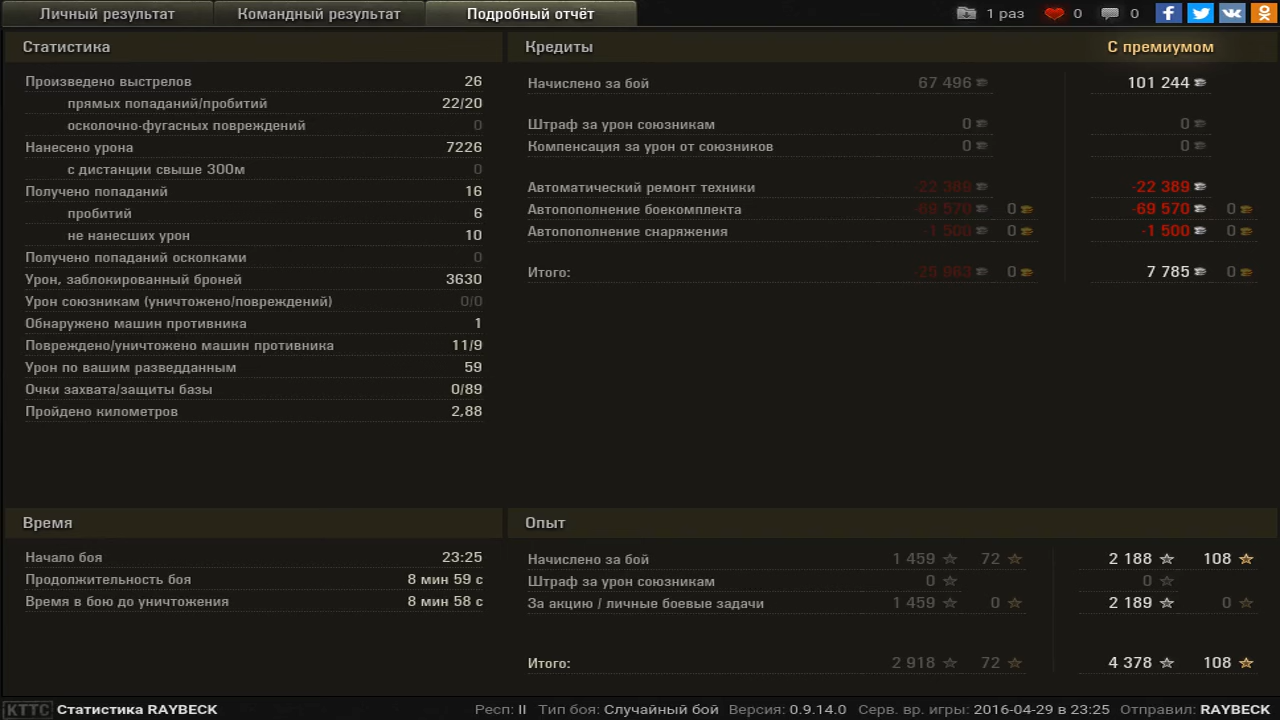 Личный результат Командный результат Подробный отчёт 1 раз 0 0
Статистика
Произведено выстрелов 26
прямых попаданий/пробитий 22/20
осколочно-фугасных повреждений 0
Нанесено урона 7226
с дистанции свыше 300м 0
Получено попаданий 16
пробитий 6
не нанесших урон 10
Получено попаданий осколками 0
Урон, заблокированный броней 3630
Урон союзникам (уничтожено/повреждений) 0/0
Обнаружено машин противника 1
Повреждено/уничтожено машин противника 11/9
Урон по вашим разведданным 59
Очки захвата/защиты базы 0/89
Пройдено километров 2,88
Кредиты С премиумом
Начислено за бой 67 496 101 244
Штраф за урон союзникам 0 0
Компенсация за урон от союзников 0 0
Автоматический ремонт техники -22 389 -22 389
Автопополнение боекомплекта -69 570 0 -69 570 0
Автопополнение снаряжения -1 500 0 -1 500 0
Итого: -25 963 0 7 785 0
Время
Начало боя 23:25
Продолжительность боя 8 мин 59 с
Время в бою до уничтожения 8 мин 58 с
Опыт
Начислено за бой 1 459 72 2 188 108
Штраф за урон союзникам 0 0
За акцию / личные боевые задачи 1 459 0 2 189 0
Итого: 2 918 72 4 378 108
КТТС Статистика RAYBECK Респ: II Тип боя: Случайный бой Версия: 0.9.14.0 Серв. вр. игры: 2016-04-29 в 23:25 Отправил: RAYBECK